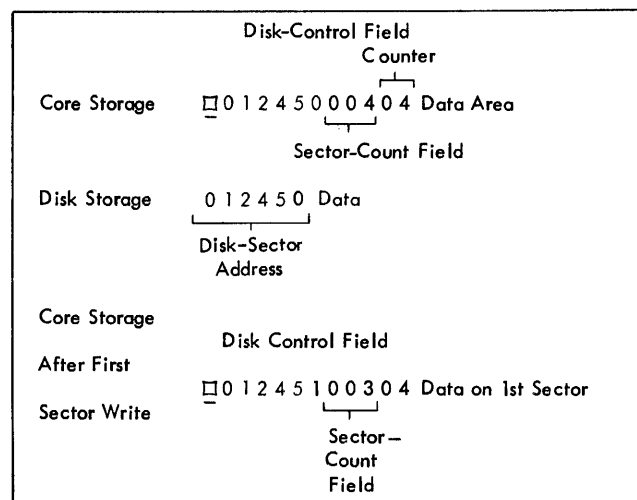 Disk-Control Field
Counter
Core Storage ⌑ 0 1 2 4 5 0 0 0 4 0 4 Data Area
Sector-Count Field
Disk Storage 0 1 2 4 5 0 Data
Disk-Sector
Address
Core Storage
Disk Control Field
After First
⌑ 0 1 2 4 5 1 0 0 3 0 4 Data on 1st Sector
Sector Write
Sector-
Count
Field